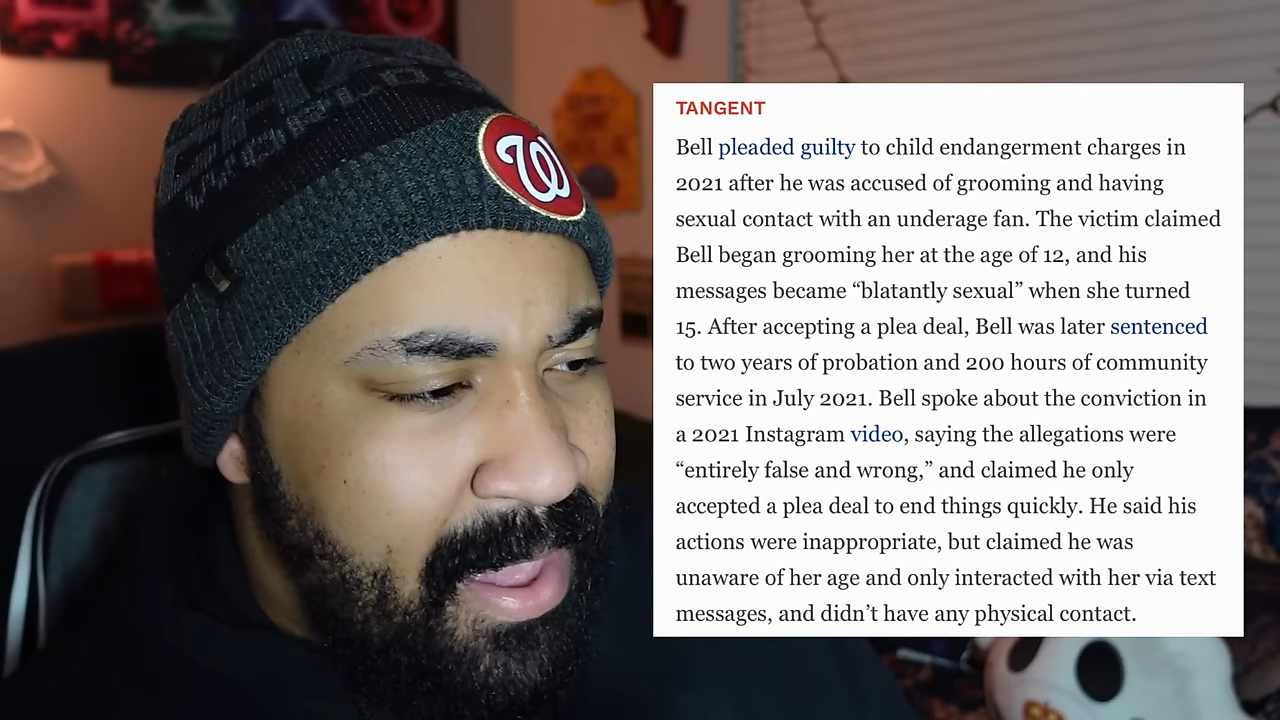 W
TANGENT
Bell pleaded guilty to child endangerment charges in
2021 after he was accused of grooming and having
sexual contact with an underage fan. The victim claimed
Bell began grooming her at the age of 12, and his
messages became “blatantly sexual” when she turned
15. After accepting a plea deal, Bell was later sentenced
to two years of probation and 200 hours of community
service in July 2021. Bell spoke about the conviction in
a 2021 Instagram video, saying the allegations were
“entirely false and wrong,” and claimed he only
accepted a plea deal to end things quickly. He said his
actions were inappropriate, but claimed he was
unaware of her age and only interacted with her via text
messages, and didn’t have any physical contact.